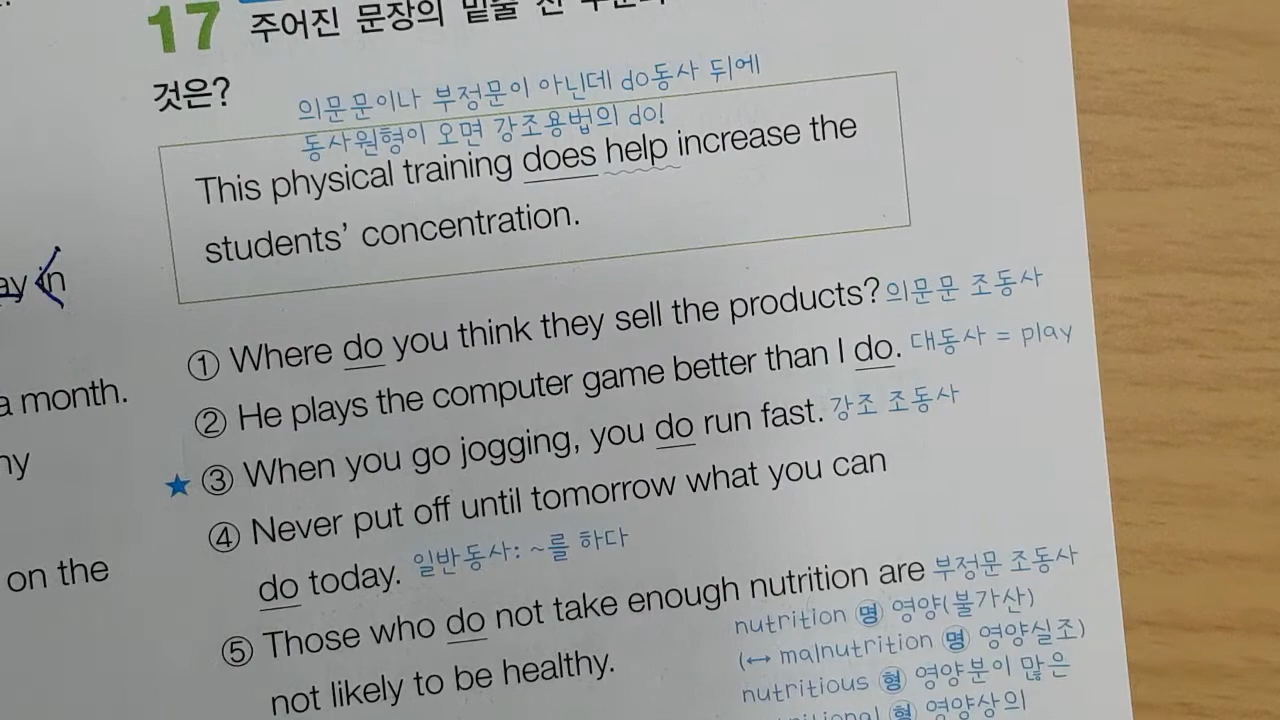 17 주어진 문장의 밑줄 친
것은?
의문문이나 부정문이 아닌데 do동사 뒤에
동사원형이 오면 강조용법의 do!
This physical training does help increase the
students' concentration.
ay in
① Where do you think they sell the products? 의문문 조동사
② He plays the computer game better than I do. 대동사 = play
a month.
★ ③ When you go jogging, you do run fast. 강조 조동사
④ Never put off until tomorrow what you can
do today. 일반동사: ~를 하다
on the
⑤ Those who do not take enough nutrition are 부정문 조동사
not likely to be healthy.
nutrition 명 영양(불가산)
(↔ malnutrition 명 영양실조)
nutritious 형 영양분이 많은
형 영양상의